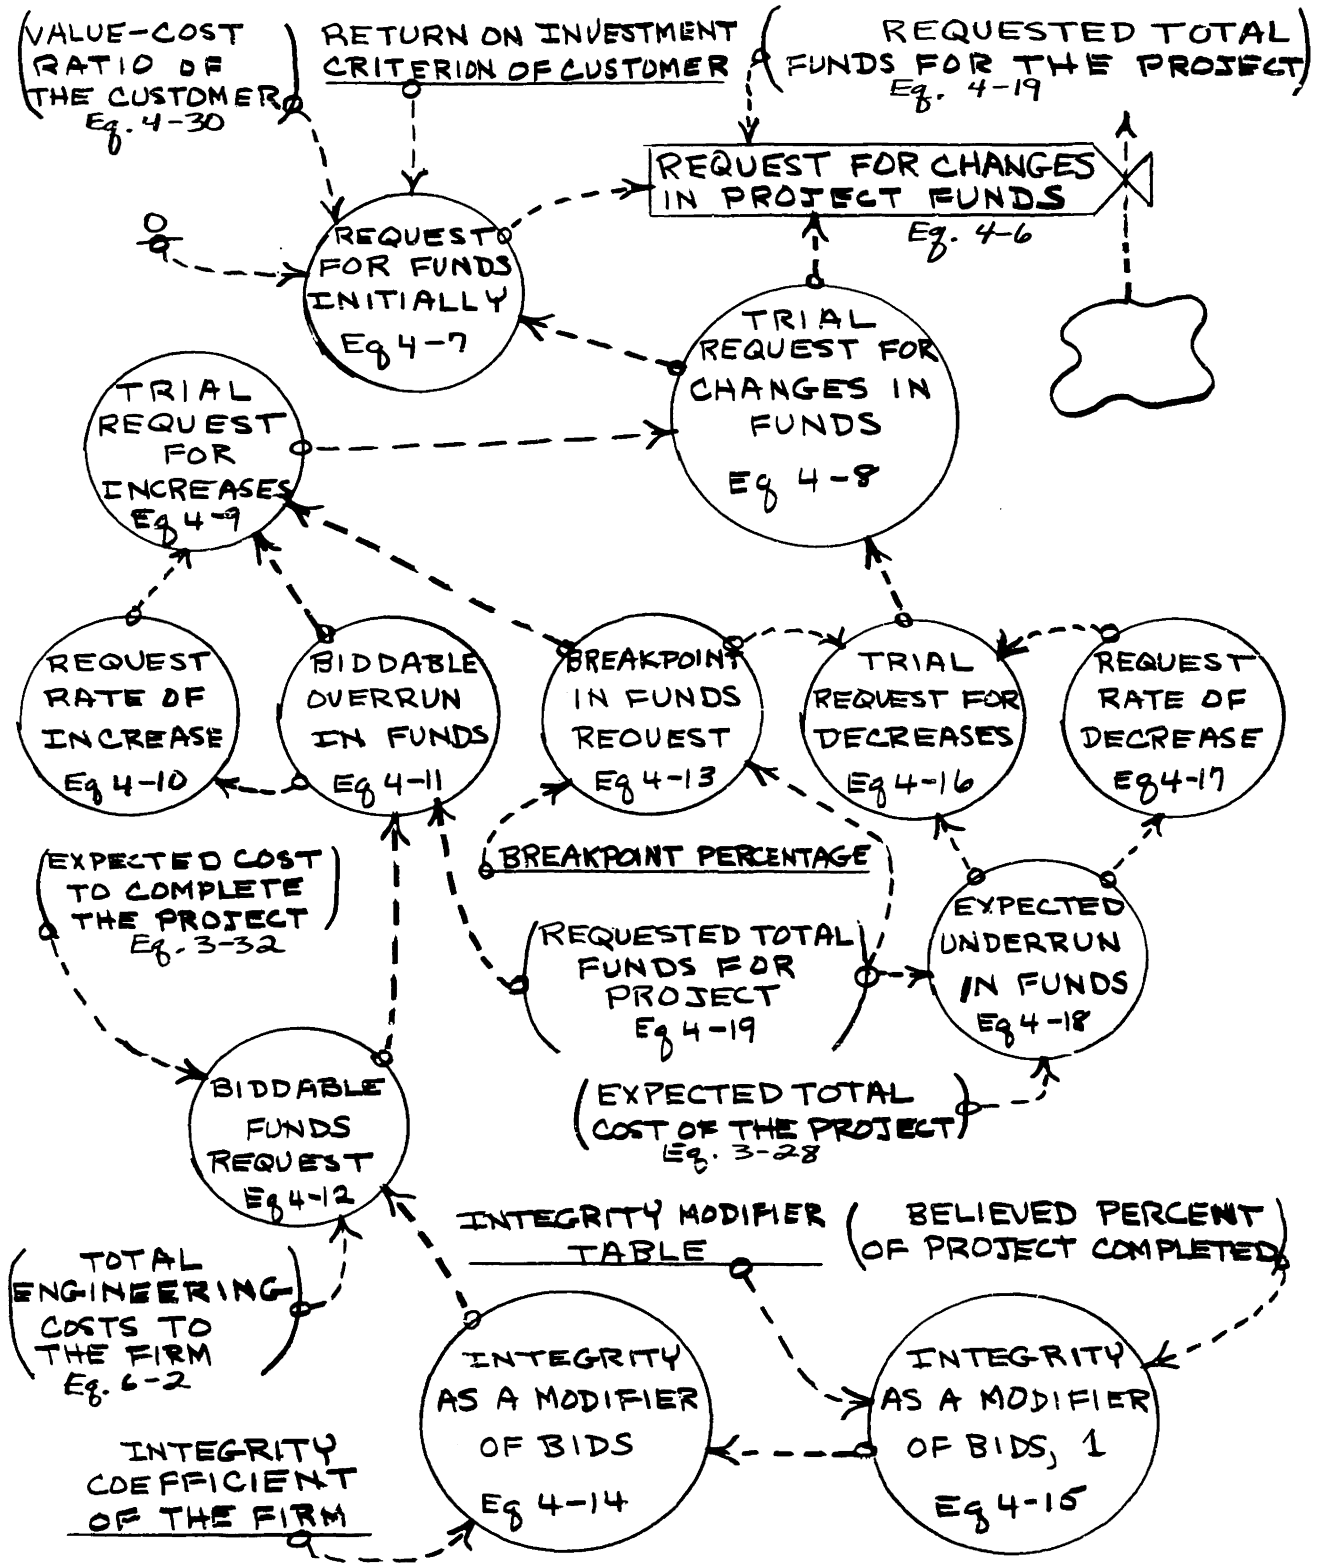 VALUE-COST
RATIO OF
THE CUSTOMER
Eq. 4-30
RETURN ON INVESTMENT
CRITERION OF CUSTOMER
REQUESTED TOTAL
FUNDS FOR THE PROJECT
Eq. 4-19
REQUEST FOR CHANGES
IN PROJECT FUNDS
Eq. 4-6
O
REQUEST
FOR FUNDS
INITIALLY
Eq 4-7
TRIAL
REQUEST FOR
CHANGES IN
FUNDS
Eq 4-8
TRIAL
REQUEST
FOR
INCREASES
Eq 4-9
REQUEST
RATE OF
INCREASE
Eq 4-10
BIDDABLE
OVERRUN
IN FUNDS
Eq 4-11
BREAKPOINT
IN FUNDS
REQUEST
Eq 4-13
TRIAL
REQUEST FOR
DECREASES
Eq 4-16
REQUEST
RATE OF
DECREASE
Eq 4-17
BREAKPOINT PERCENTAGE
EXPECTED COST
TO COMPLETE
THE PROJECT
Eq. 3-32
REQUESTED TOTAL
FUNDS FOR
PROJECT
Eq 4-19
EXPECTED
UNDERRUN
IN FUNDS
Eq 4-18
BIDDABLE
FUNDS
REQUEST
Eq 4-12
EXPECTED TOTAL
COST OF THE PROJECT
Eq. 3-28
INTEGRITY MODIFIER
TABLE
BELIEVED PERCENT
OF PROJECT COMPLETED
TOTAL
ENGINEERING
COSTS TO
THE FIRM
Eq. 6-2
INTEGRITY
AS A MODIFIER
OF BIDS
Eq 4-14
INTEGRITY
AS A MODIFIER
OF BIDS, 1
Eq 4-15
INTEGRITY
COEFFICIENT
OF THE FIRM